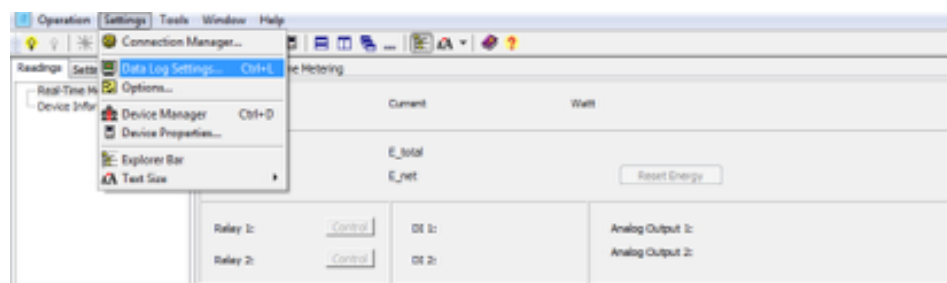 Operation Settings Tools Window Help
Connection Manager...
Readings
Data Log Settings... Ctrl+L
Metering
Options...
Device Manager Ctrl+D
Device Properties...
Explorer Bar
Text Size
Current Watt
E_total
E_net Reset Energy
Relay 1: Control DI 1: Analog Output 1:
Relay 2: Control DI 2: Analog Output 2: